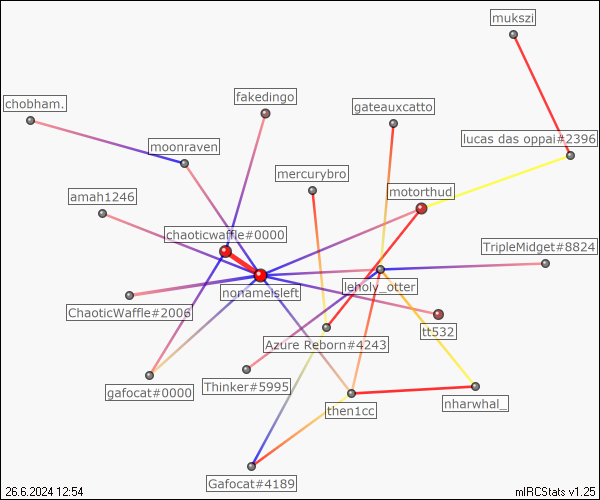 mukszi
chobham.
fakedingo
gateauxcatto
moonraven
lucas das oppai#2396
mercurybro
amah1246
motorthud
chaoticwaffle#0000
TripleMidget#8824
nonameisleft
leholy_otter
ChaoticWaffle#2006
tt532
Azure Reborn#4243
gafocat#0000
Thinker#5995
then1cc
nharwhal_
Gafocat#4189
26.6.2024 12:54
mIRCStats v1.25